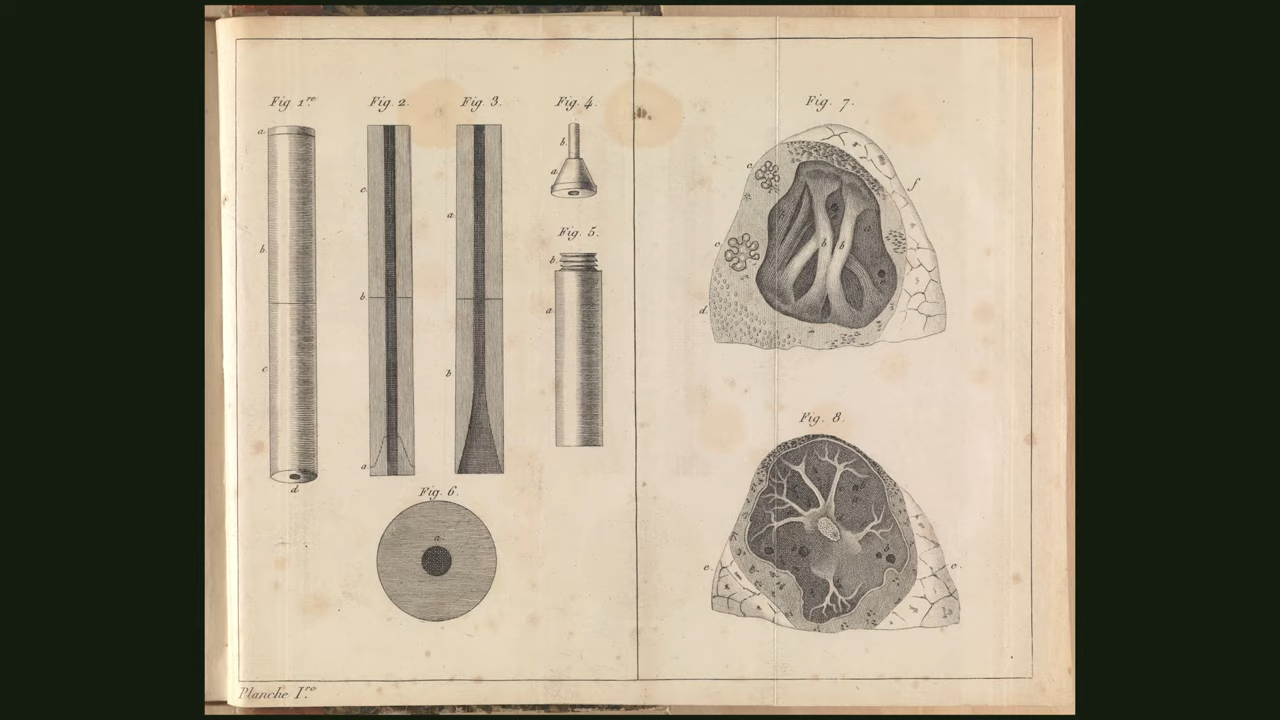 Fig 1re.
Fig. 2.
Fig. 3.
Fig. 4.
Fig. 7.
a
b
c
d
c
b
a
a
b
b.
a
Fig. 5.
b.
a
Fig. 6.
a
c
c
d.
f
b
b
a
Fig. 8.
e.
e.
Planche Ire.